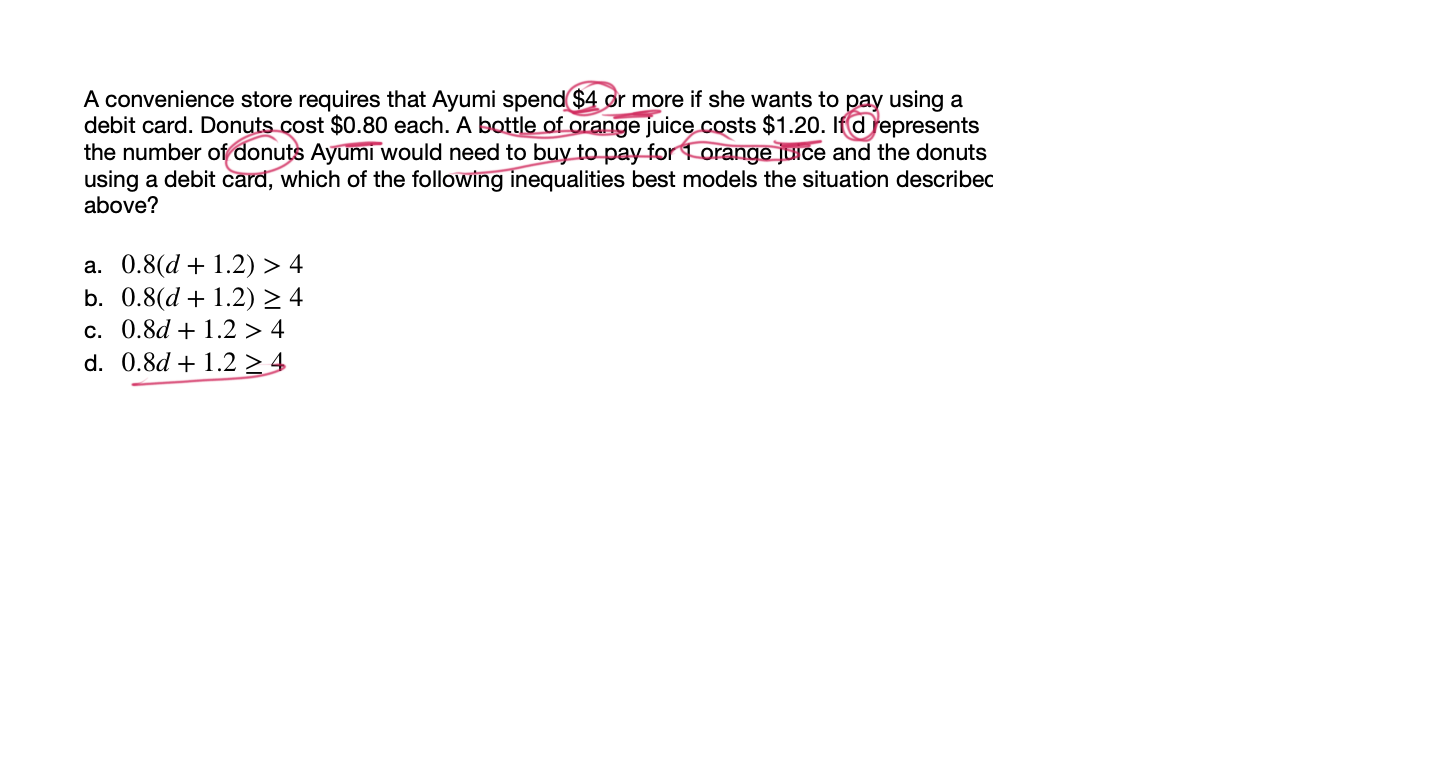 A convenience store requires that Ayumi spend $4 or more if she wants to pay using a
debit card. Donuts cost $0.80 each. A bottle of orange juice costs $1.20. If d represents
the number of donuts Ayumi would need to buy to pay for 1 orange juice and the donuts
using a debit card, which of the following inequalities best models the situation described
above?
a. 0.8(d + 1.2) > 4
b. 0.8(d + 1.2) ≥ 4
c. 0.8d + 1.2 > 4
d. 0.8d + 1.2 ≥ 4